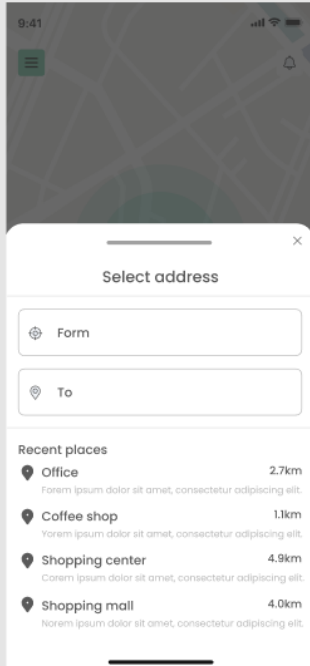 9:41
Select address
Form
To
Recent places
Office 2.7km
Forem ipsum dolor sit amet, consectetur adipiscing elit.
Coffee shop 1.1km
Yorem ipsum dolor sit amet, consectetur adipiscing elit.
Shopping center 4.9km
Corem ipsum dolor sit amet, consectetur adipiscing elit.
Shopping mall 4.0km
Norem ipsum dolor sit amet, consectetur adipiscing elit.